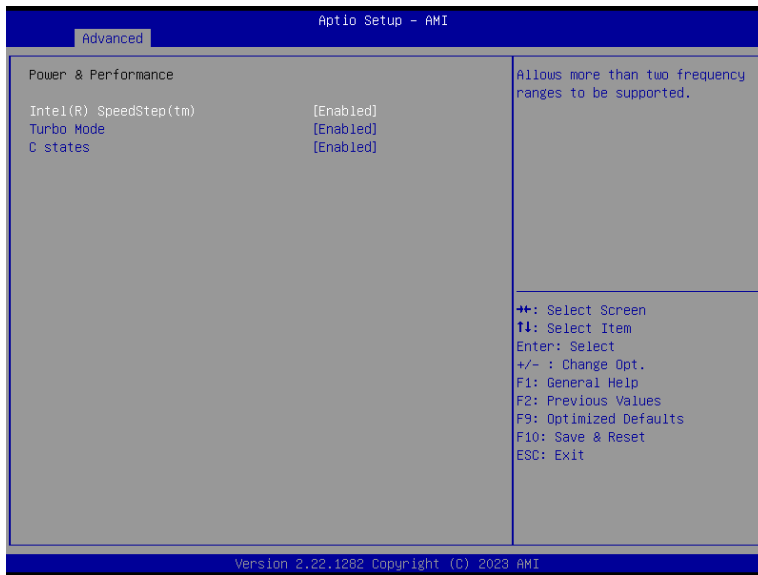 Aptio Setup – AMI
Advanced
Power & Performance
Intel(R) SpeedStep(tm) [Enabled]
Turbo Mode [Enabled]
C states [Enabled]
Allows more than two frequency
ranges to be supported.
→←: Select Screen
↑↓: Select Item
Enter: Select
+/- : Change Opt.
F1: General Help
F2: Previous Values
F9: Optimized Defaults
F10: Save & Reset
ESC: Exit
Version 2.22.1282 Copyright (C) 2023 AMI